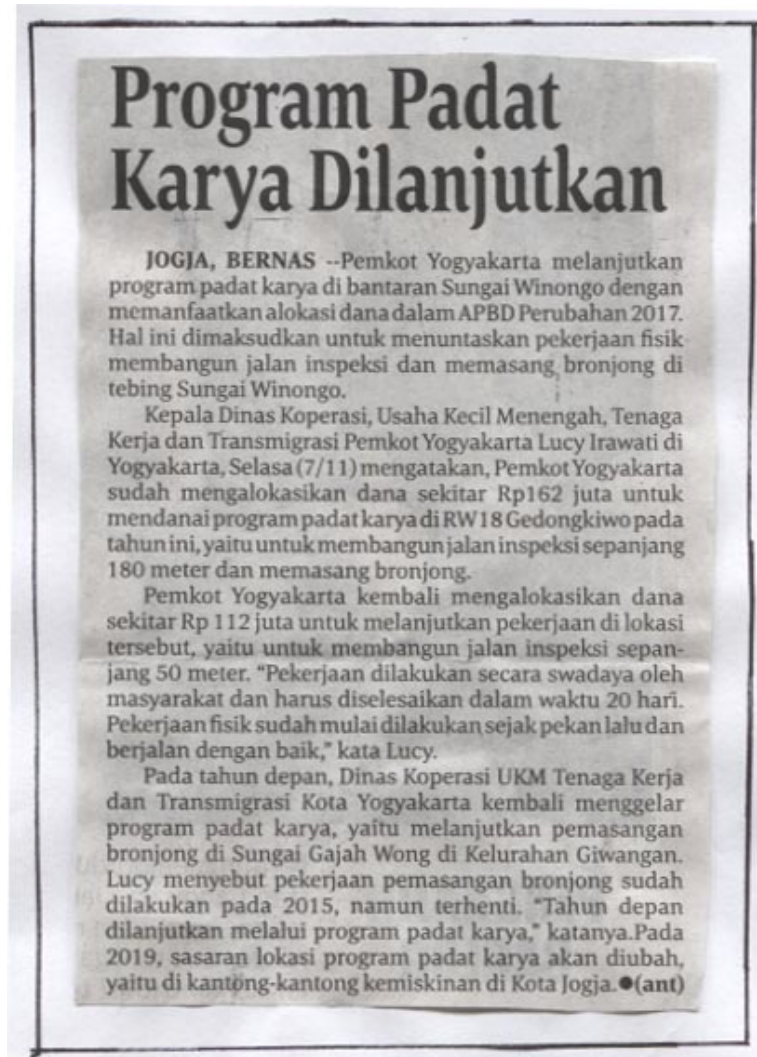 Program Padat
Karya Dilanjutkan
JOGJA, BERNAS --Pemkot Yogyakarta melanjutkan
program padat karya di bantaran Sungai Winongo dengan
memanfaatkan alokasi dana dalam APBD Perubahan 2017.
Hal ini dimaksudkan untuk menuntaskan pekerjaan fisik
membangun jalan inspeksi dan memasang bronjong di
tebing Sungai Winongo.
Kepala Dinas Koperasi, Usaha Kecil Menengah, Tenaga
Kerja dan Transmigrasi Pemkot Yogyakarta Lucy Irawati di
Yogyakarta, Selasa (7/11) mengatakan, Pemkot Yogyakarta
sudah mengalokasikan dana sekitar Rp162 juta untuk
mendanai program padat karya di RW 18 Gedongkiwo pada
tahun ini, yaitu untuk membangun jalan inspeksi sepanjang
180 meter dan memasang bronjong.
Pemkot Yogyakarta kembali mengalokasikan dana
sekitar Rp 112 juta untuk melanjutkan pekerjaan di lokasi
tersebut, yaitu untuk membangun jalan inspeksi sepan-
jang 50 meter. “Pekerjaan dilakukan secara swadaya oleh
masyarakat dan harus diselesaikan dalam waktu 20 hari.
Pekerjaan fisik sudah mulai dilakukan sejak pekan lalu dan
berjalan dengan baik,” kata Lucy.
Pada tahun depan, Dinas Koperasi UKM Tenaga Kerja
dan Transmigrasi Kota Yogyakarta kembali menggelar
program padat karya, yaitu melanjutkan pemasangan
bronjong di Sungai Gajah Wong di Kelurahan Giwangan.
Lucy menyebut pekerjaan pemasangan bronjong sudah
dilakukan pada 2015, namun terhenti. “Tahun depan
dilanjutkan melalui program padat karya,” katanya.Pada
2019, sasaran lokasi program padat karya akan diubah,
yaitu di kantong-kantong kemiskinan di Kota Jogja.●(ant)